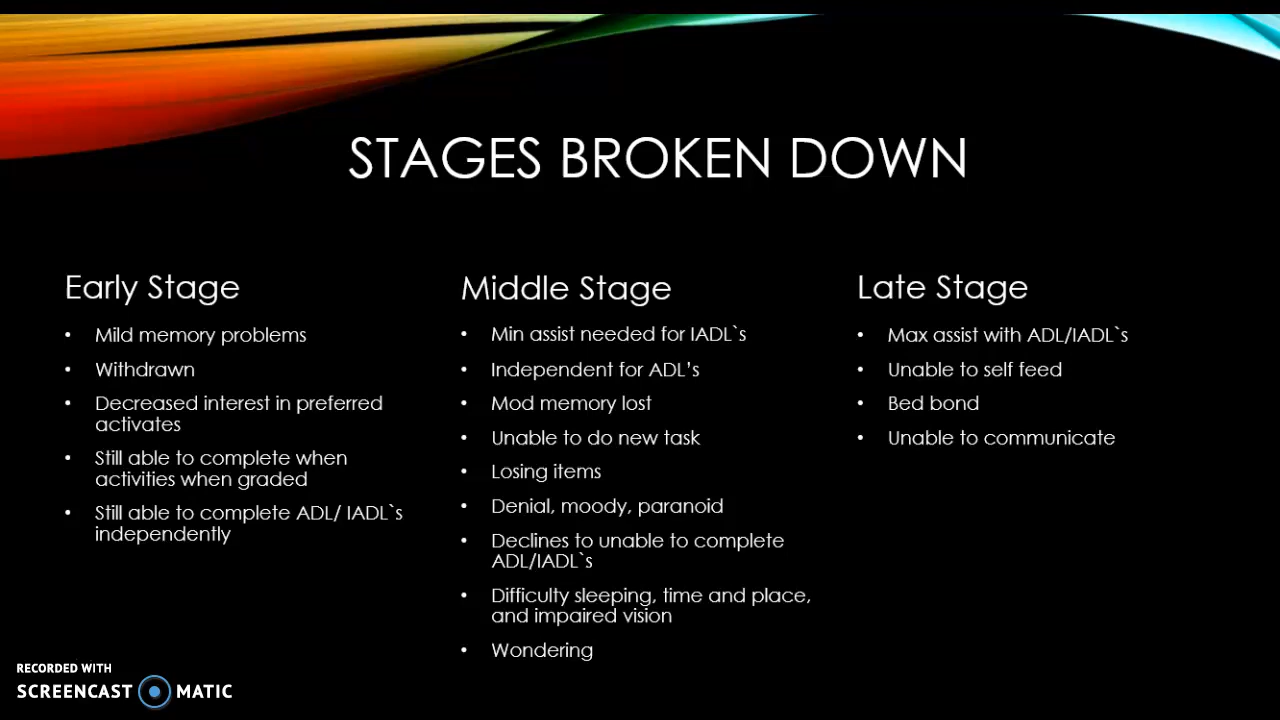 STAGES BROKEN DOWN
Early Stage
• Mild memory problems
• Withdrawn
• Decreased interest in preferred
activates
• Still able to complete when
activities when graded
• Still able to complete ADL/ IADL`s
independently
Middle Stage
• Min assist needed for IADL`s
• Independent for ADL’s
• Mod memory lost
• Unable to do new task
• Losing items
• Denial, moody, paranoid
• Declines to unable to complete
ADL/IADL`s
• Difficulty sleeping, time and place,
and impaired vision
• Wondering
Late Stage
• Max assist with ADL/IADL`s
• Unable to self feed
• Bed bond
• Unable to communicate
RECORDED WITH
SCREENCAST MATIC